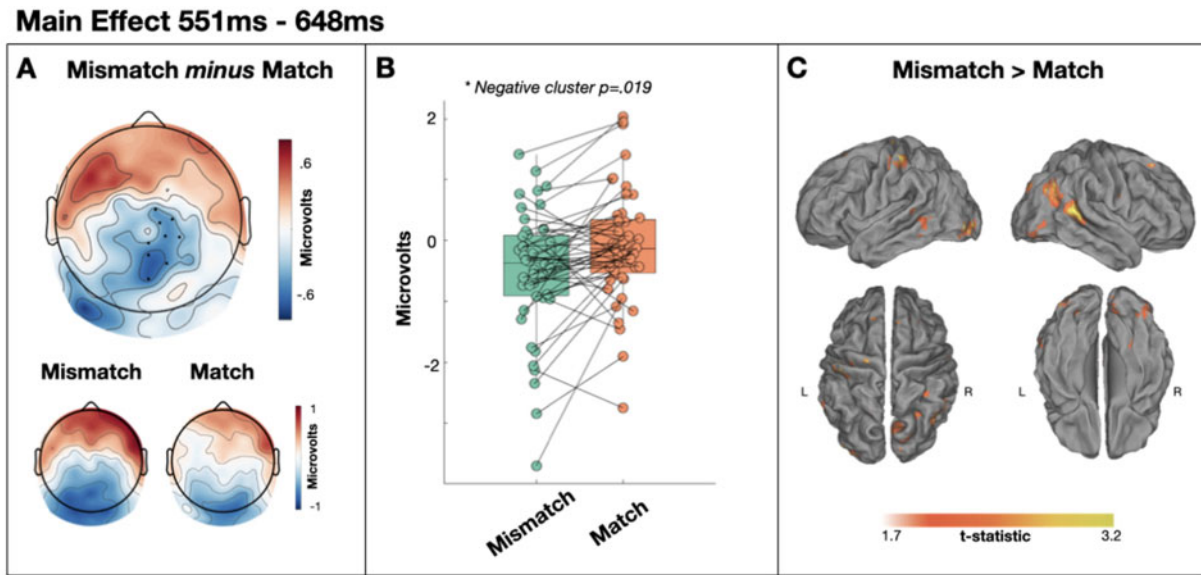 Main Effect 551ms - 648ms
A
Mismatch minus Match
.6
Microvolts
-.6
Mismatch
Match
1
Microvolts
-1
B
* Negative cluster p=.019
2
0
-2
Microvolts
Mismatch
Match
C
Mismatch > Match
L
R
L
R
1.7
t-statistic
3.2